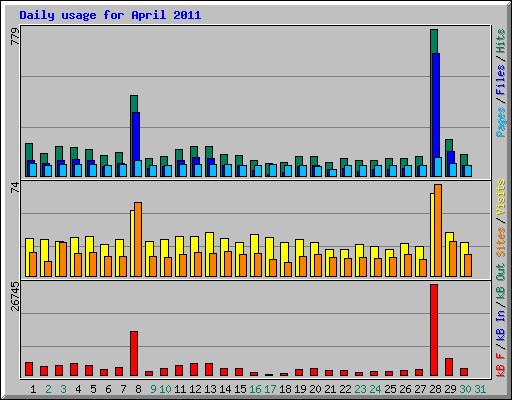 Daily usage for April 2011
779
Pages / Files / Hits
74
Sites / Visits
26745
kB F / kB In / kB Out
1 2 3 4 5 6 7 8 9 10 11 12 13 14 15 16 17 18 19 20 21 22 23 24 25 26 27 28 29 30 31